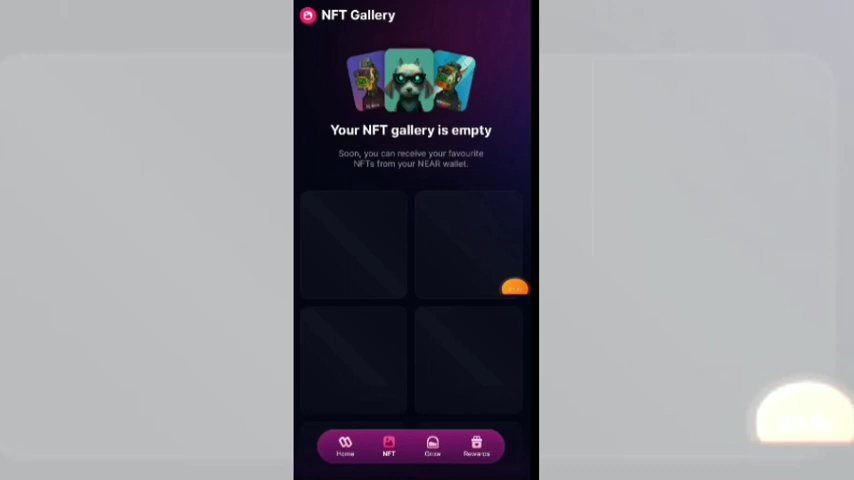 NFT Gallery
Your NFT gallery is empty
Soon, you can receive your favourite
NFTs from your NEAR wallet.
Home NFT Grow Rewards